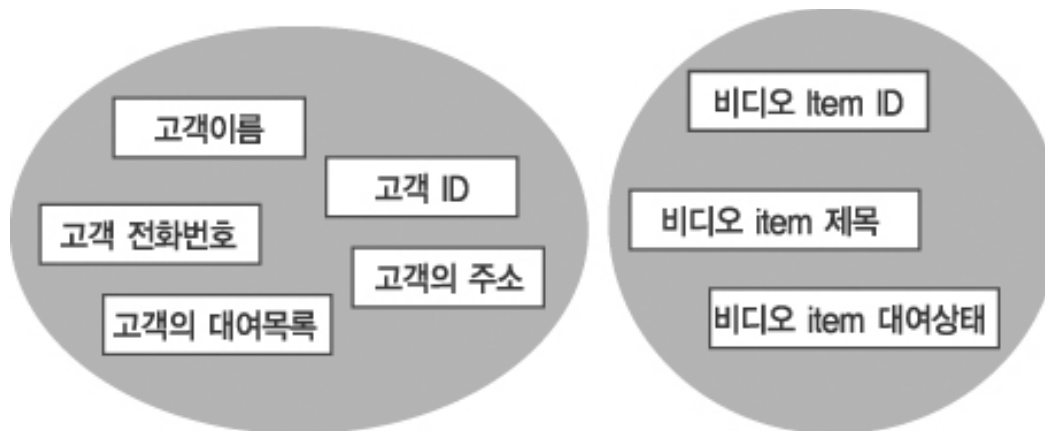 고객이름
고객 ID
고객 전화번호
고객의 주소
고객의 대여목록
비디오 Item ID
비디오 item 제목
비디오 item 대여상태